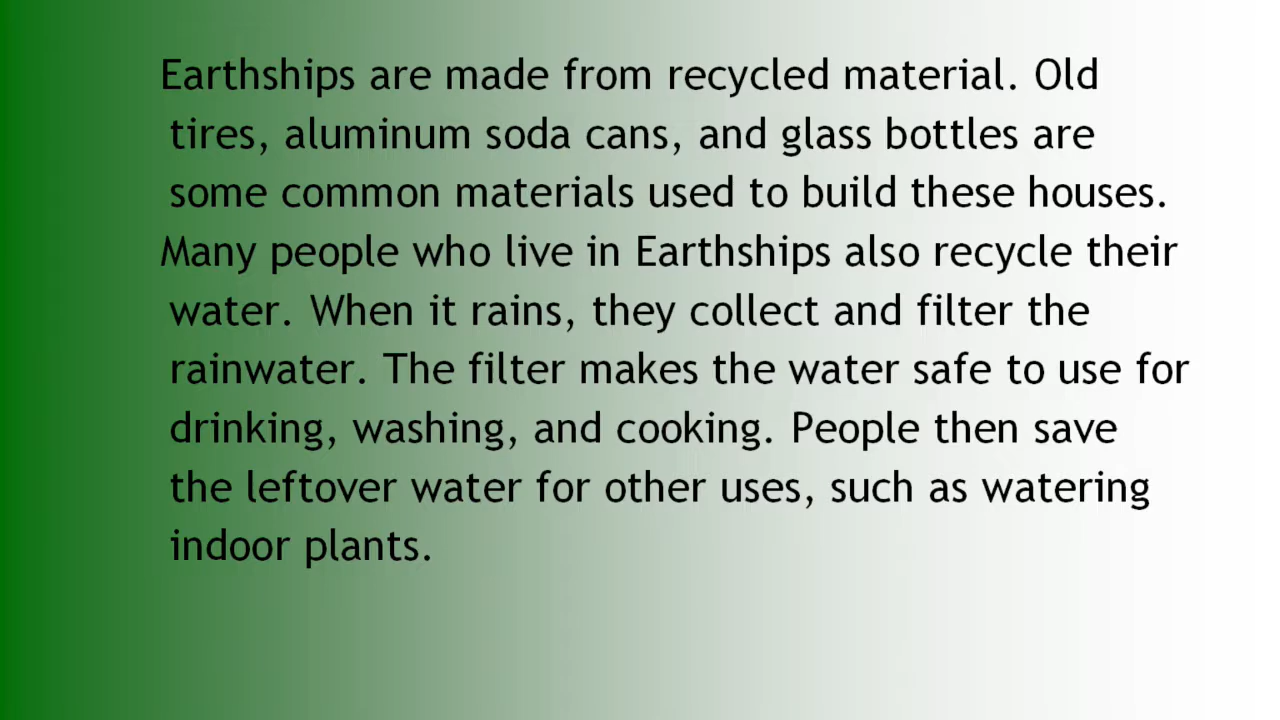 Earthships are made from recycled material. Old
tires, aluminum soda cans, and glass bottles are
some common materials used to build these houses.
Many people who live in Earthships also recycle their
water. When it rains, they collect and filter the
rainwater. The filter makes the water safe to use for
drinking, washing, and cooking. People then save
the leftover water for other uses, such as watering
indoor plants.